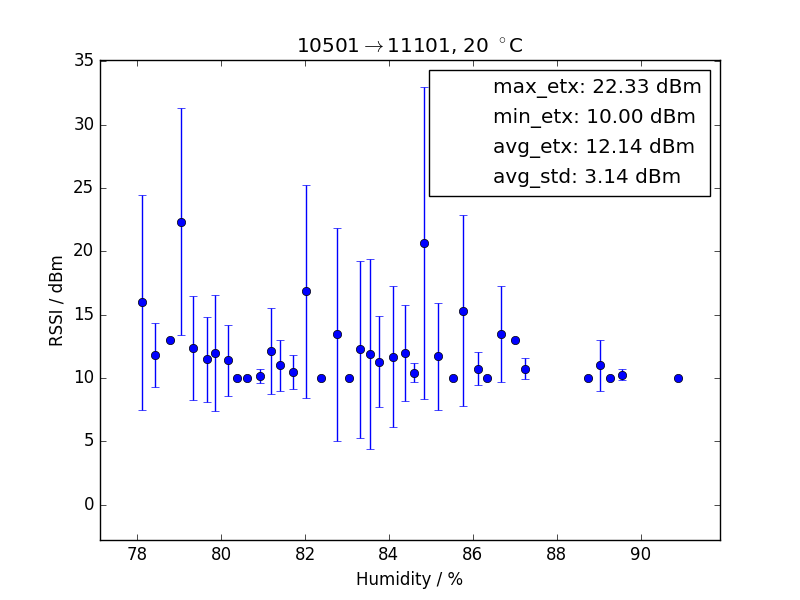 10501→11101, 20 °C
max_etx: 22.33 dBm
min_etx: 10.00 dBm
avg_etx: 12.14 dBm
avg_std: 3.14 dBm
RSSI / dBm
35
30
25
20
15
10
5
0
78 80 82 84 86 88 90
Humidity / %